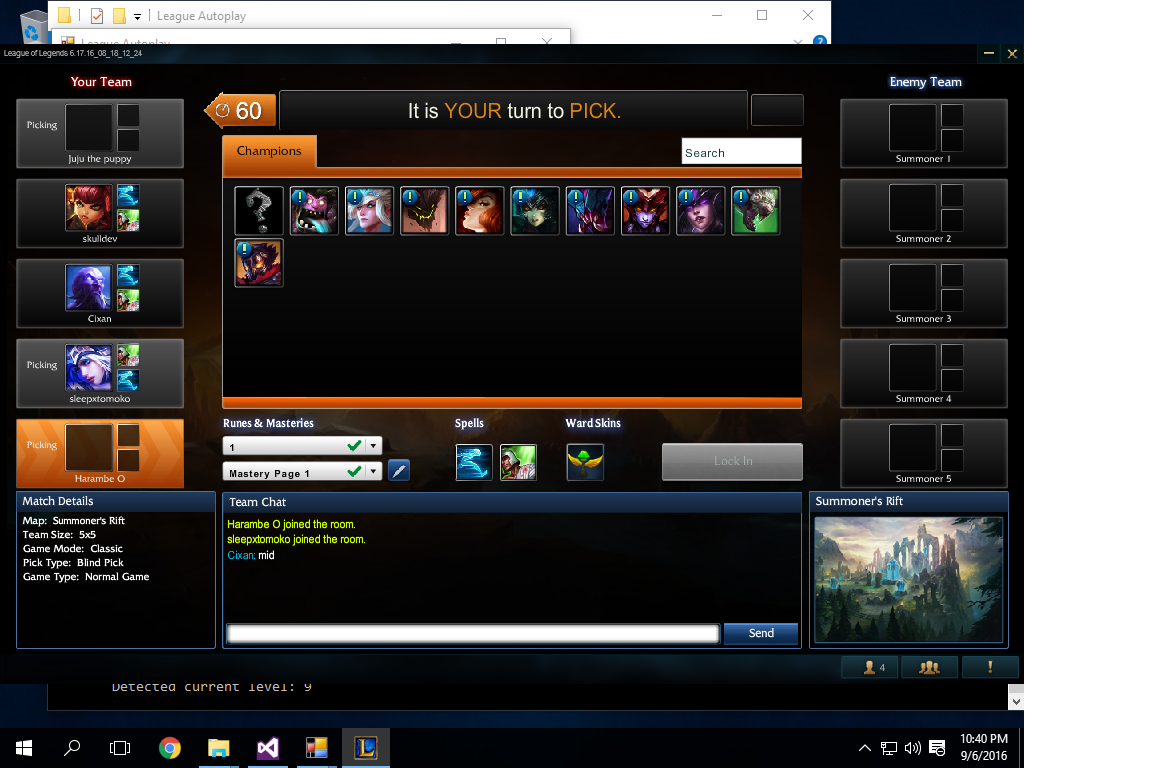 League Autoplay
League Autoplay
League of Legends 6.17.16_08_18_12_24
Your Team
Enemy Team
60
It is YOUR turn to PICK.
Champions
Search
Picking
Juju the puppy
skulldev
Cixan
Picking
sleepxtomoko
Picking
Harambe O
Summoner 1
Summoner 2
Summoner 3
Summoner 4
Summoner 5
Runes & Masteries
Spells
Ward Skins
1
Mastery Page 1
Lock In
Match Details
Map: Summoner's Rift
Team Size: 5x5
Game Mode: Classic
Pick Type: Blind Pick
Game Type: Normal Game
Team Chat
Harambe O joined the room.
sleepxtomoko joined the room.
Cixan: mid
Send
Summoner's Rift
4
Detected current level: 9
10:40 PM
9/6/2016